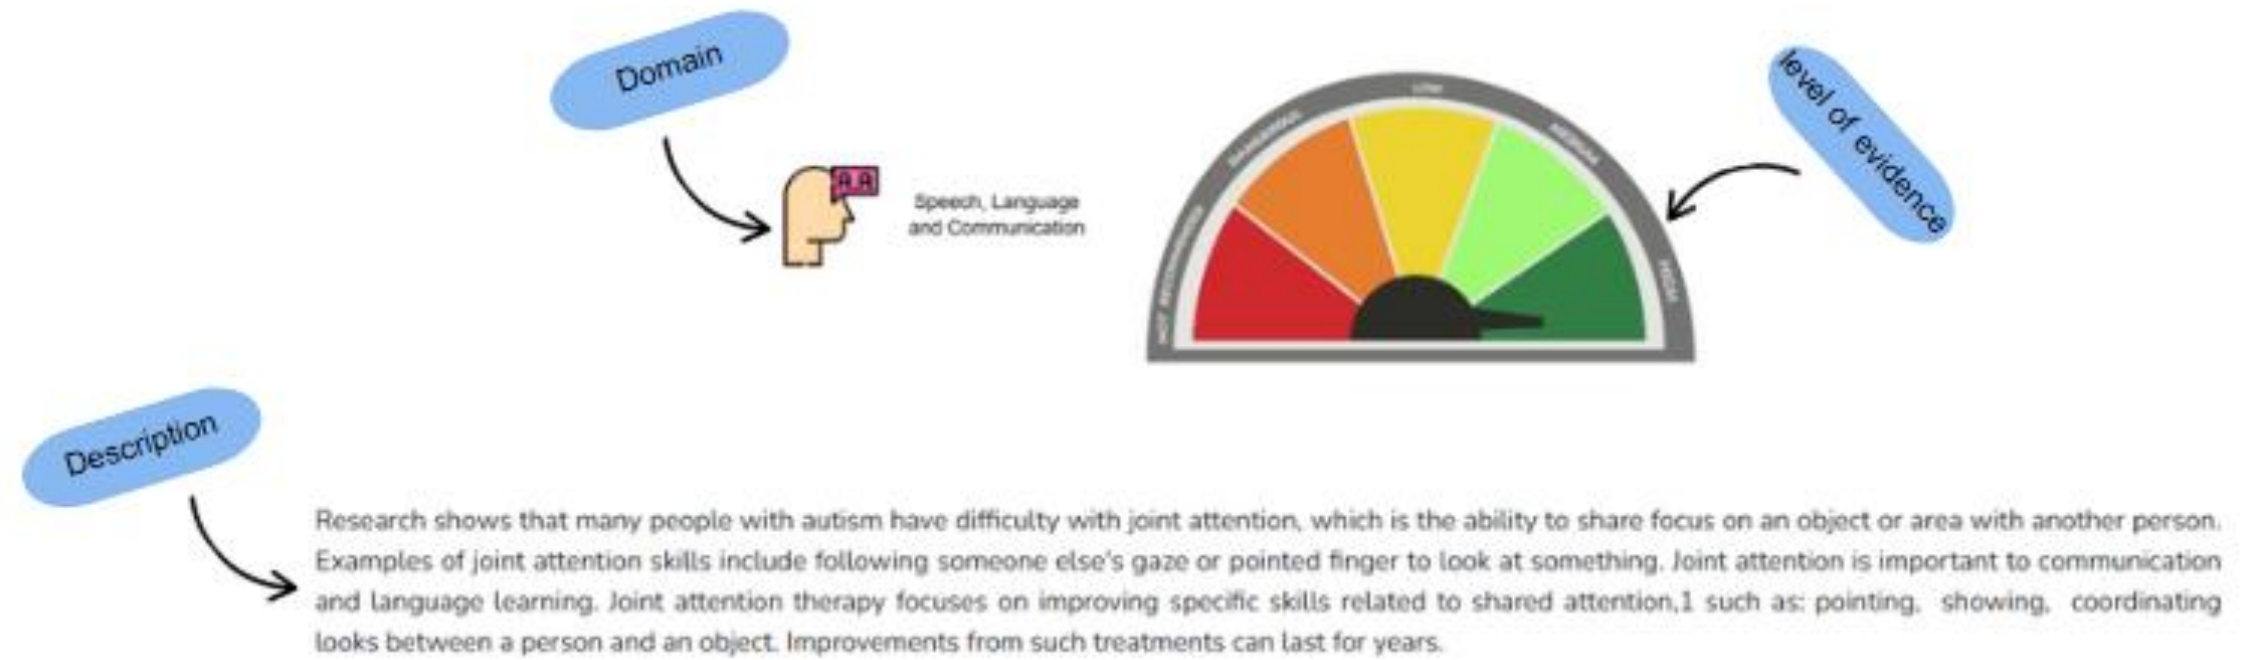 Domain
level of evidence
Speech, Language
and Communication
LOW
MEDIUM
DANGEROUS
HIGH
NOT RECOMMENDED
Description
Research shows that many people with autism have difficulty with joint attention, which is the ability to share focus on an object or area with another person.
Examples of joint attention skills include following someone else's gaze or pointed finger to look at something. Joint attention is important to communication
and language learning. Joint attention therapy focuses on improving specific skills related to shared attention,1 such as: pointing, showing, coordinating
looks between a person and an object. Improvements from such treatments can last for years.